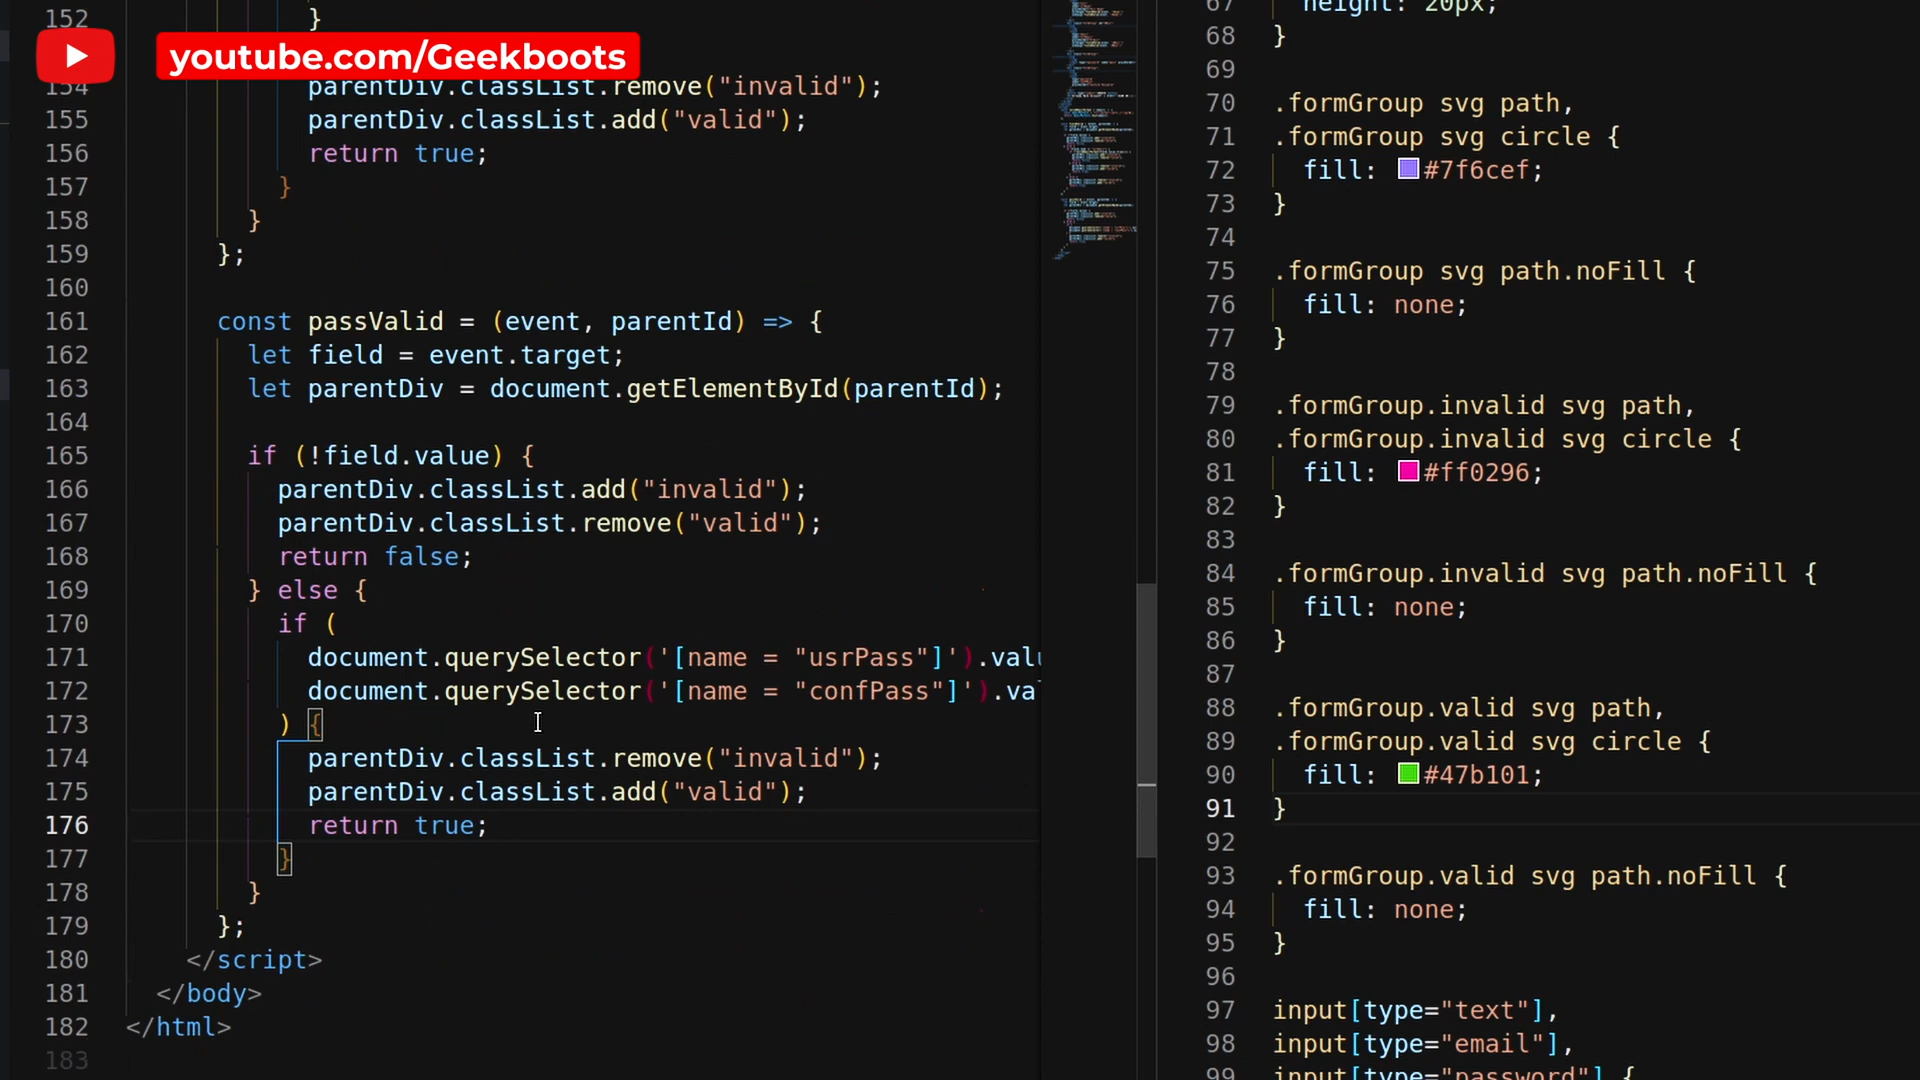 youtube.com/Geekboots
152 }
154 parentDiv.classList.remove("invalid");
155 parentDiv.classList.add("valid");
156 return true;
157 }
158 }
159 };
160
161 const passValid = (event, parentId) => {
162 let field = event.target;
163 let parentDiv = document.getElementById(parentId);
164
165 if (!field.value) {
166 parentDiv.classList.add("invalid");
167 parentDiv.classList.remove("valid");
168 return false;
169 } else {
170 if (
171 document.querySelector('[name = "usrPass"]').valu
172 document.querySelector('[name = "confPass"]').va
173 ) {
174 parentDiv.classList.remove("invalid");
175 parentDiv.classList.add("valid");
176 return true;
177 }
178 }
179 };
180 </script>
181 </body>
182 </html>
183
67 height: 20px;
68 }
69
70 .formGroup svg path,
71 .formGroup svg circle {
72 fill: #7f6cef;
73 }
74
75 .formGroup svg path.noFill {
76 fill: none;
77 }
78
79 .formGroup.invalid svg path,
80 .formGroup.invalid svg circle {
81 fill: #ff0296;
82 }
83
84 .formGroup.invalid svg path.noFill {
85 fill: none;
86 }
87
88 .formGroup.valid svg path,
89 .formGroup.valid svg circle {
90 fill: #47b101;
91 }
92
93 .formGroup.valid svg path.noFill {
94 fill: none;
95 }
96
97 input[type="text"],
98 input[type="email"],
99 input[type="password"] {